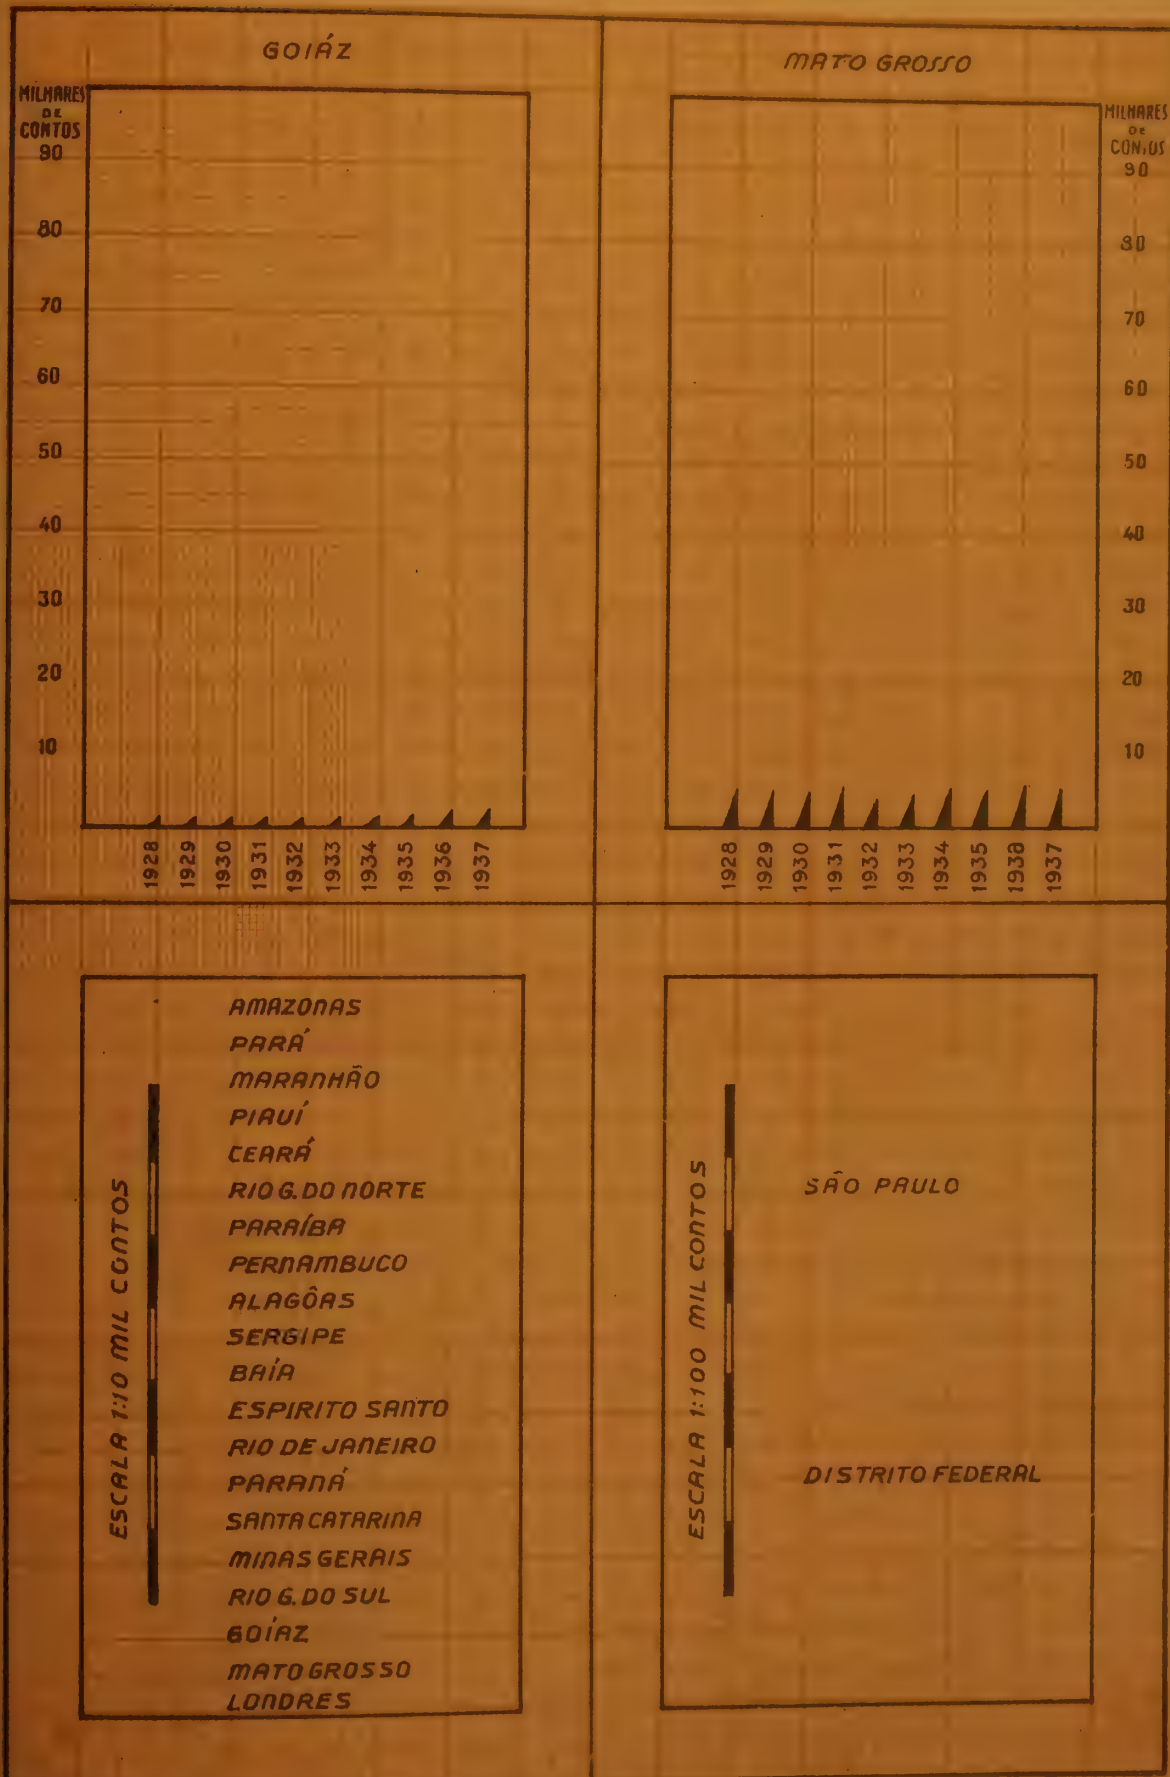 GOIÁZ
MILHARES
DE
CONTOS
90
80
70
60
50
40
30
20
10
1928
1929
1930
1931
1932
1933
1934
1935
1936
1937
MATO GROSSO
MILHARES
DE
CONTOS
90
80
70
60
50
40
30
20
10
1928
1929
1930
1931
1932
1933
1934
1935
1936
1937
ESCALA 1:10 MIL CONTOS
AMAZONAS
PARÁ
MARANHÃO
PIAUÍ
CEARÁ
RIO G. DO NORTE
PARAÍBA
PERNAMBUCO
ALAGÔAS
SERGIPE
BAÍA
ESPIRITO SANTO
RIO DE JANEIRO
PARANÁ
SANTA CATARINA
MINAS GERAIS
RIO G. DO SUL
GOÍAZ
MATO GROSSO
LONDRES
ESCALA 1:100 MIL CONTOS
SÃO PAULO
DISTRITO FEDERAL